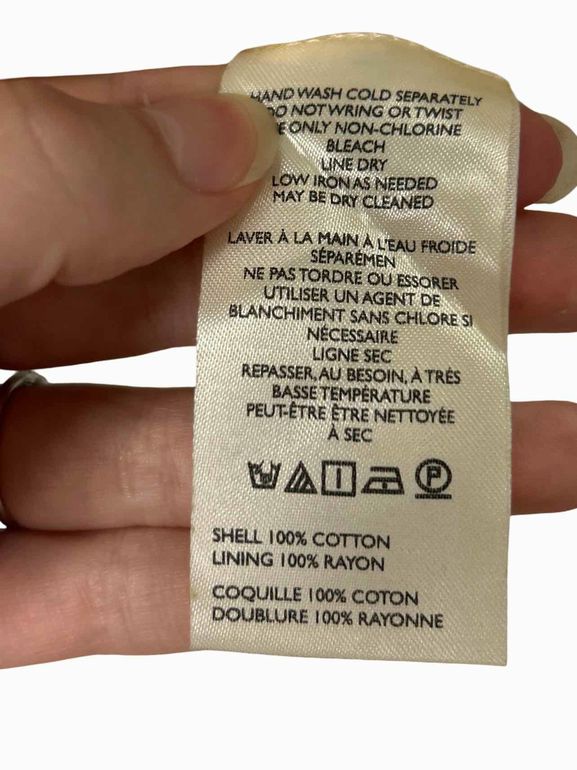 HAND WASH COLD SEPARATELY
DO NOT WRING OR TWIST
ONLY NON-CHLORINE
BLEACH
LINE DRY
LOW IRON AS NEEDED
MAY BE DRY CLEANED
LAVER À LA MAIN À L'EAU FROIDE
SÉPARÉMEN
NE PAS TORDRE OU ESSORER
UTILISER UN AGENT DE
BLANCHIMENT SANS CHLORE SI
NÉCESSAIRE
LIGNE SEC
REPASSER, AU BESOIN, À TRÉS
BASSE TEMPÉRATURE
PEUT-ÊTRE ÊTRE NETTOYÉE
À SEC
P
SHELL 100% COTTON
LINING 100% RAYON
COQUILLE 100% COTON
DOUBLURE 100% RAYONNE